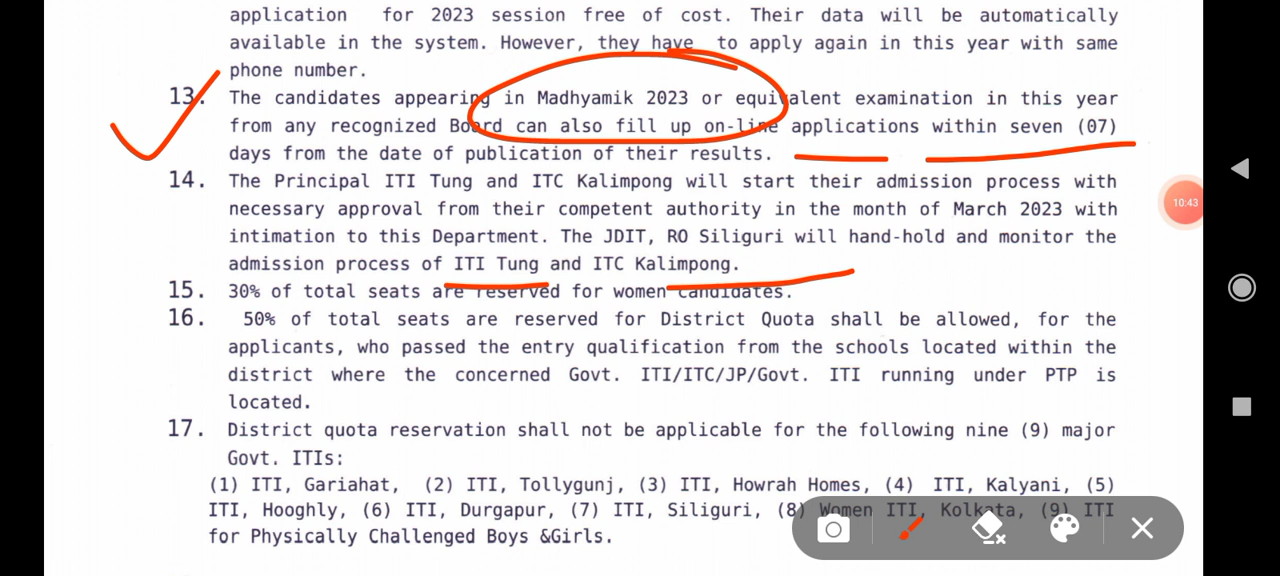 application for 2023 session free of cost. Their data will be automatically
available in the system. However, they have to apply again in this year with same
phone number.
13. The candidates appearing in Madhyamik 2023 or equivalent examination in this year
from any recognized Board can also fill up on-line applications within seven (07)
days from the date of publication of their results.
14. The Principal ITI Tung and ITC Kalimpong will start their admission process with
necessary approval from their competent authority in the month of March 2023 with
intimation to this Department. The JDIT, RO Siliguri will hand-hold and monitor the
admission process of ITI Tung and ITC Kalimpong.
15. 30% of total seats are reserved for women candidates.
16. 50% of total seats are reserved for District Quota shall be allowed, for the
applicants, who passed the entry qualification from the schools located within the
district where the concerned Govt. ITI/ITC/JP/Govt. ITI running under PTP is
located.
17. District quota reservation shall not be applicable for the following nine (9) major
Govt. ITIs:
(1) ITI, Gariahat, (2) ITI, Tollygunj, (3) ITI, Howrah Homes, (4) ITI, Kalyani, (5)
ITI, Hooghly, (6) ITI, Durgapur, (7) ITI, Siliguri, (8) Women ITI, Kolkata, (9) ITI
for Physically Challenged Boys &Girls.
10:43